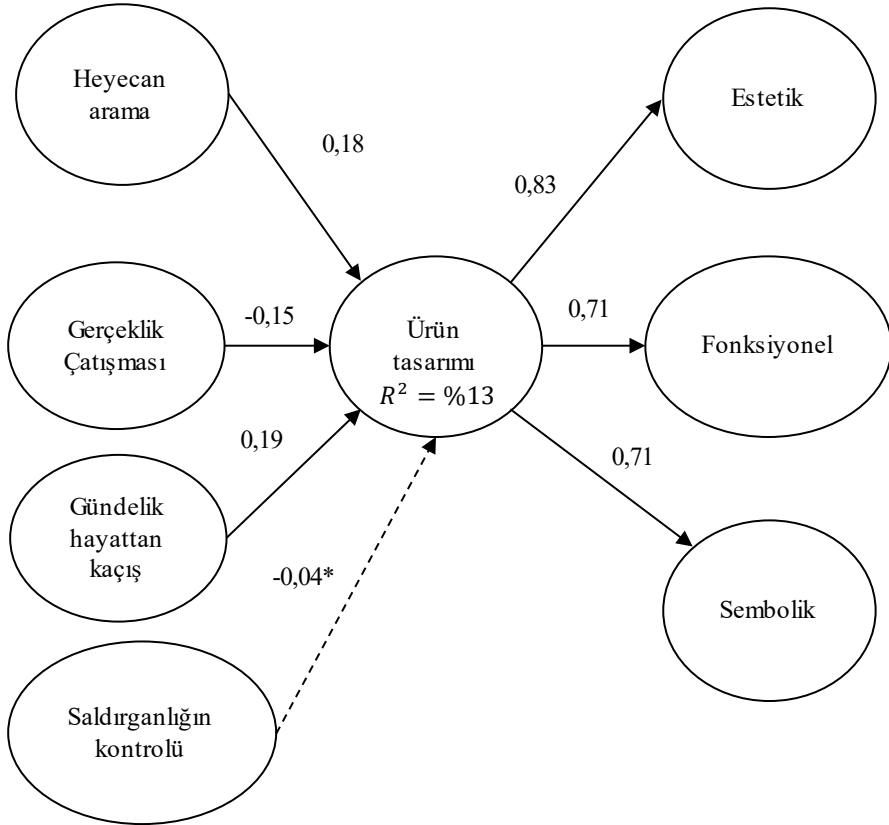 Heyecan
arama
Estetik
0,18
0,83
Gerçeklik
Çatışması
-0,15
Ürün
tasarımı
R² = %13
0,71
Fonksiyonel
0,19
0,71
Gündelik
hayattan
kaçış
-0,04*
Sembolik
Saldırganlığın
kontrolü